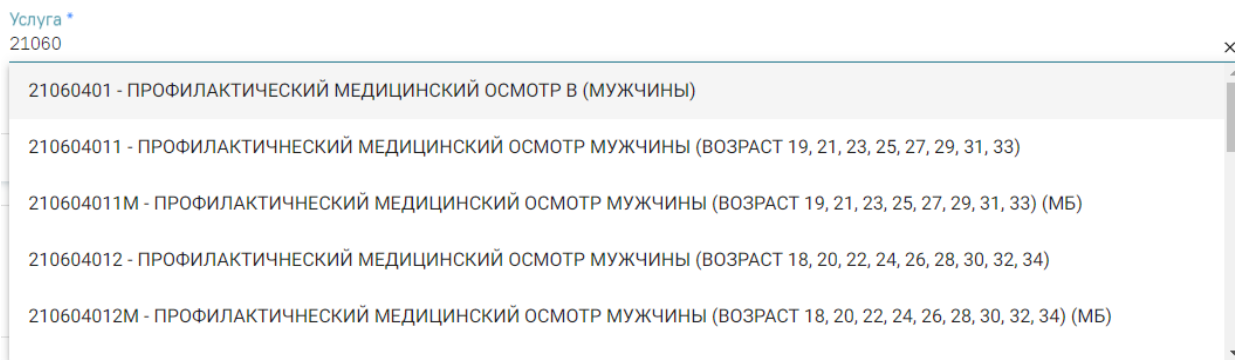 Услуга *
21060
21060401 - ПРОФИЛАКТИЧЕСКИЙ МЕДИЦИНСКИЙ ОСМОТР В (МУЖЧИНЫ)
210604011 - ПРОФИЛАКТИЧНЕСКИЙ МЕДИЦИНСКИЙ ОСМОТР МУЖЧИНЫ (ВОЗРАСТ 19, 21, 23, 25, 27, 29, 31, 33)
210604011М - ПРОФИЛАКТИЧНЕСКИЙ МЕДИЦИНСКИЙ ОСМОТР МУЖЧИНЫ (ВОЗРАСТ 19, 21, 23, 25, 27, 29, 31, 33) (МБ)
210604012 - ПРОФИЛАКТИЧНЕСКИЙ МЕДИЦИНСКИЙ ОСМОТР МУЖЧИНЫ (ВОЗРАСТ 18, 20, 22, 24, 26, 28, 30, 32, 34)
210604012М - ПРОФИЛАКТИЧНЕСКИЙ МЕДИЦИНСКИЙ ОСМОТР МУЖЧИНЫ (ВОЗРАСТ 18, 20, 22, 24, 26, 28, 30, 32, 34) (МБ)